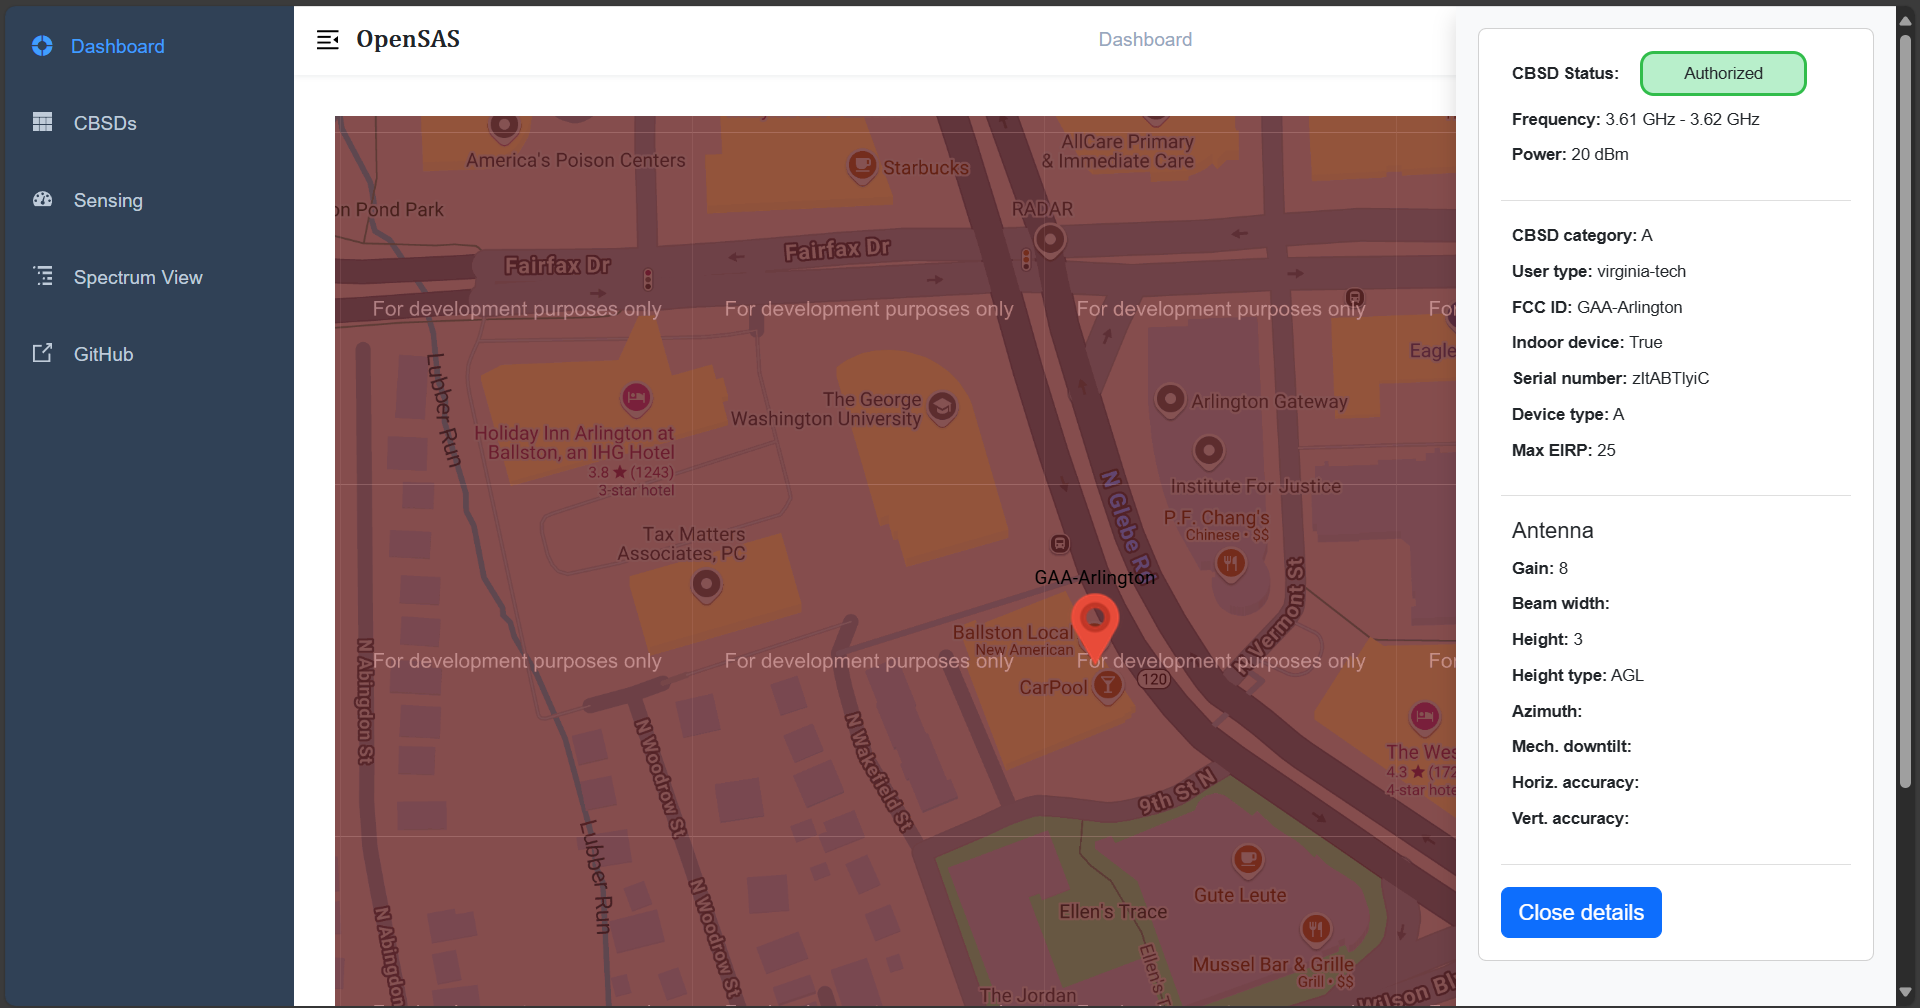 Dashboard
CBSDs
Sensing
Spectrum View
GitHub
OpenSAS
Dashboard
America's Poison Centers
Starbucks
AllCare Primary
& Immediate Care
on Pond Park
RADAR
Fairfax Dr
Fairfax Dr
For development purposes only
For development purposes only
For development purposes only
For
Eagle
Lubber Run
The George
Washington University
Arlington Gateway
Holiday Inn Arlington at
Ballston, an IHG Hotel
3.8 ★ (1243)
3-star hotel
N Glebe Rd
Institute For Justice
P.F. Chang's
Chinese • $$
Tax Matters
Associates, PC
GAA-Arlington
N Vermont St
Ballston Local
New American
N Abingdon St
For development purposes only
For development purposes only
For development purposes only
For
CarPool
120
N Woodrow St
N Wakefield St
The Wes
4.3 ★ (172
4-star hote
9th St N
Lubber Run
Gute Leute
N Woodrow St
N Abingdon
Ellen's Trace
Ellen's T
Mussel Bar & Grille
Grill • $$
The Jordan
Wilson Bl
CBSD Status: Authorized
Frequency: 3.61 GHz - 3.62 GHz
Power: 20 dBm
CBSD category: A
User type: virginia-tech
FCC ID: GAA-Arlington
Indoor device: True
Serial number: zItABTlyiC
Device type: A
Max EIRP: 25
Antenna
Gain: 8
Beam width:
Height: 3
Height type: AGL
Azimuth:
Mech. downtilt:
Horiz. accuracy:
Vert. accuracy:
Close details